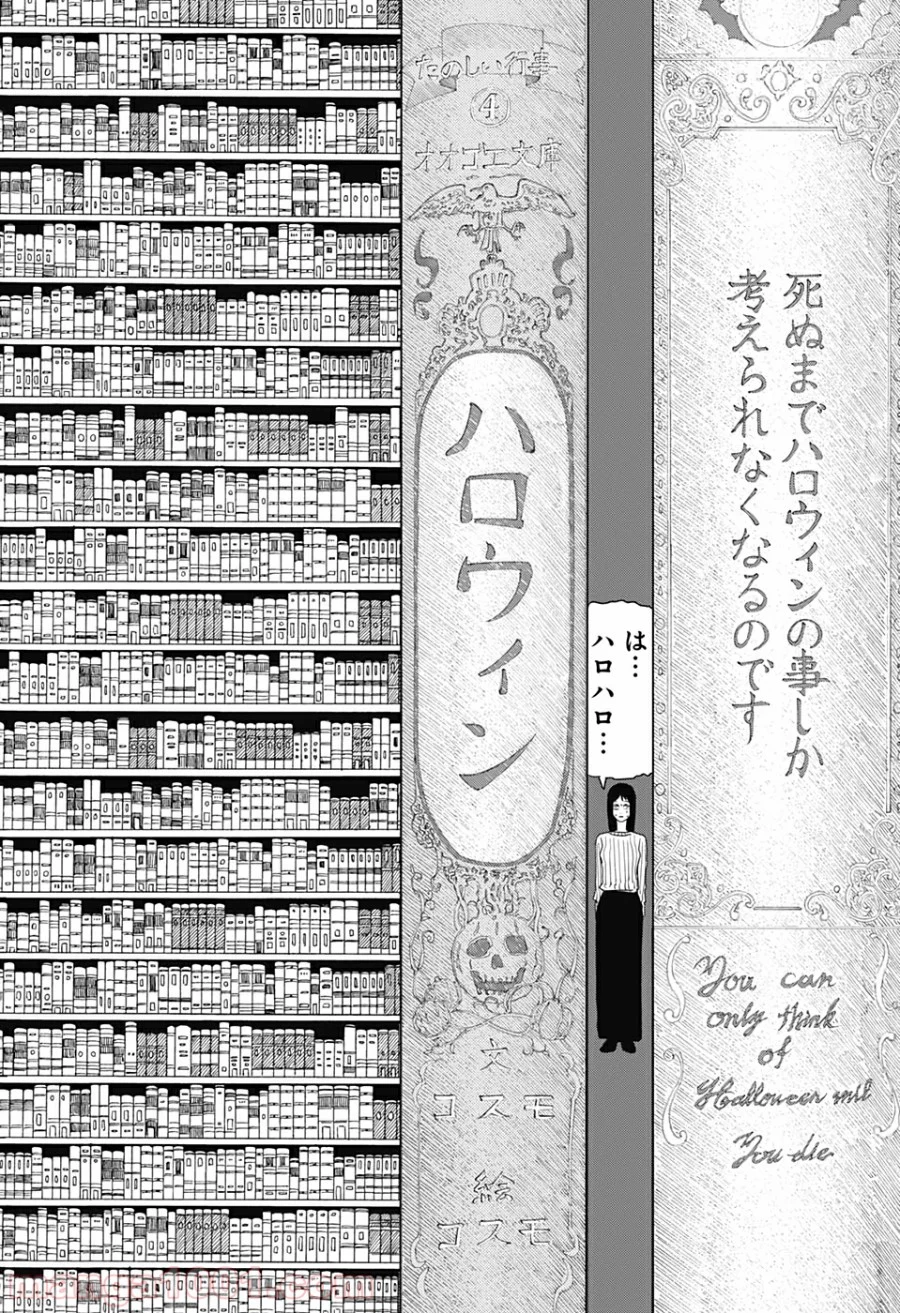 死ぬまでハロウィンの事しか
考えられなくなるのです
You can
only think
of
Halloween until
You die
は…
ハロハロ…
たのしい行事
④
オオゴエ文庫
ハロウィン
文
コスモ
絵
コスモ